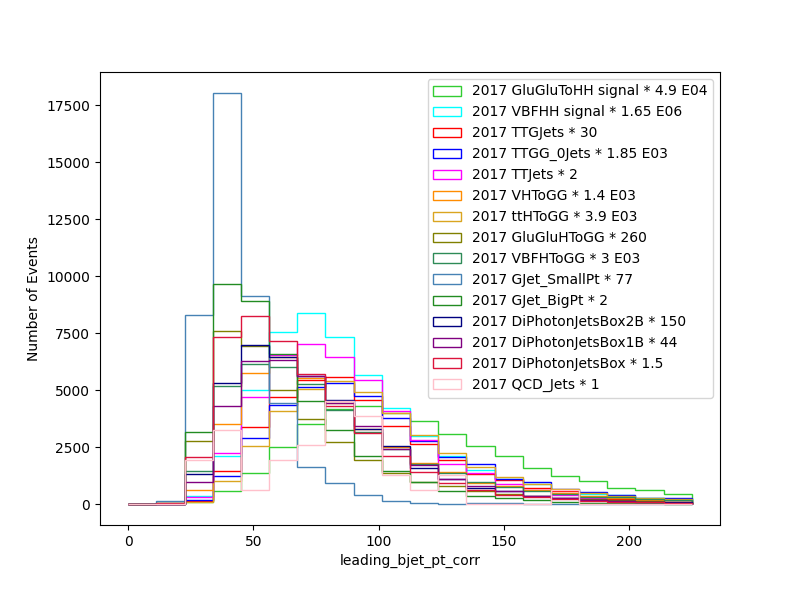 2017 GluGluToHH signal * 4.9 E04
2017 VBFHH signal * 1.65 E06
2017 TTGJets * 30
2017 TTGG_0Jets * 1.85 E03
2017 TTJets * 2
2017 VHToGG * 1.4 E03
2017 ttHToGG * 3.9 E03
2017 GluGluHToGG * 260
2017 VBFHToGG * 3 E03
2017 GJet_SmallPt * 77
2017 GJet_BigPt * 2
2017 DiPhotonJetsBox2B * 150
2017 DiPhotonJetsBox1B * 44
2017 DiPhotonJetsBox * 1.5
2017 QCD_Jets * 1
17500
15000
12500
10000
7500
5000
2500
0
Number of Events
0 50 100 150 200
leading_bjet_pt_corr